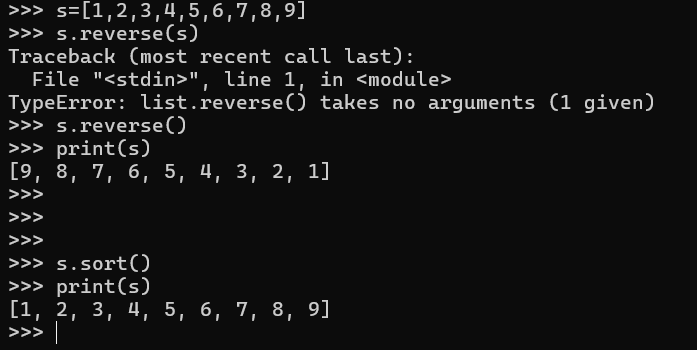 >>> s=[1,2,3,4,5,6,7,8,9]
>>> s.reverse(s)
Traceback (most recent call last):
  File "<stdin>", line 1, in <module>
TypeError: list.reverse() takes no arguments (1 given)
>>> s.reverse()
>>> print(s)
[9, 8, 7, 6, 5, 4, 3, 2, 1]
>>>
>>>
>>>
>>> s.sort()
>>> print(s)
[1, 2, 3, 4, 5, 6, 7, 8, 9]
>>>